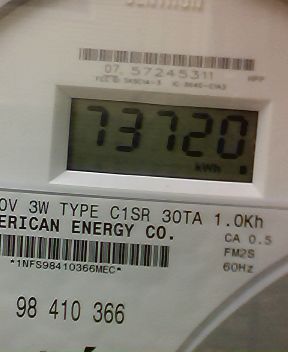 CENTRON
07. 57245311
73720
kWh
0V 3W TYPE C1SR 30TA 1.0Kh
ERICAN ENERGY CO.
CA 0.5
FM2S
60Hz
*1NFS98410366MEC*
98 410 366